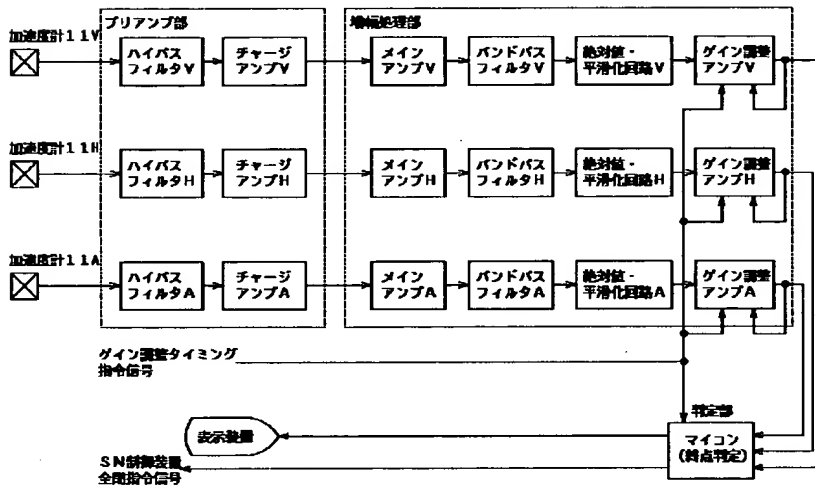 プリアンプ部
増幅処理部
加速度計11V
ハイパス
フィルタV
チャージ
アンプV
メイン
アンプV
バンドパス
フィルタV
絶対値・
平滑化回路V
ゲイン調整
アンプV
加速度計11H
ハイパス
フィルタH
チャージ
アンプH
メイン
アンプH
バンドパス
フィルタH
絶対値・
平滑化回路H
ゲイン調整
アンプH
加速度計11A
ハイパス
フィルタA
チャージ
アンプA
メイン
アンプA
バンドパス
フィルタA
絶対値・
平滑化回路A
ゲイン調整
アンプA
ゲイン調整タイミング
指令信号
判定部
表示装置
マイコン
(終点判定)
SN制御装置
全閉指令信号